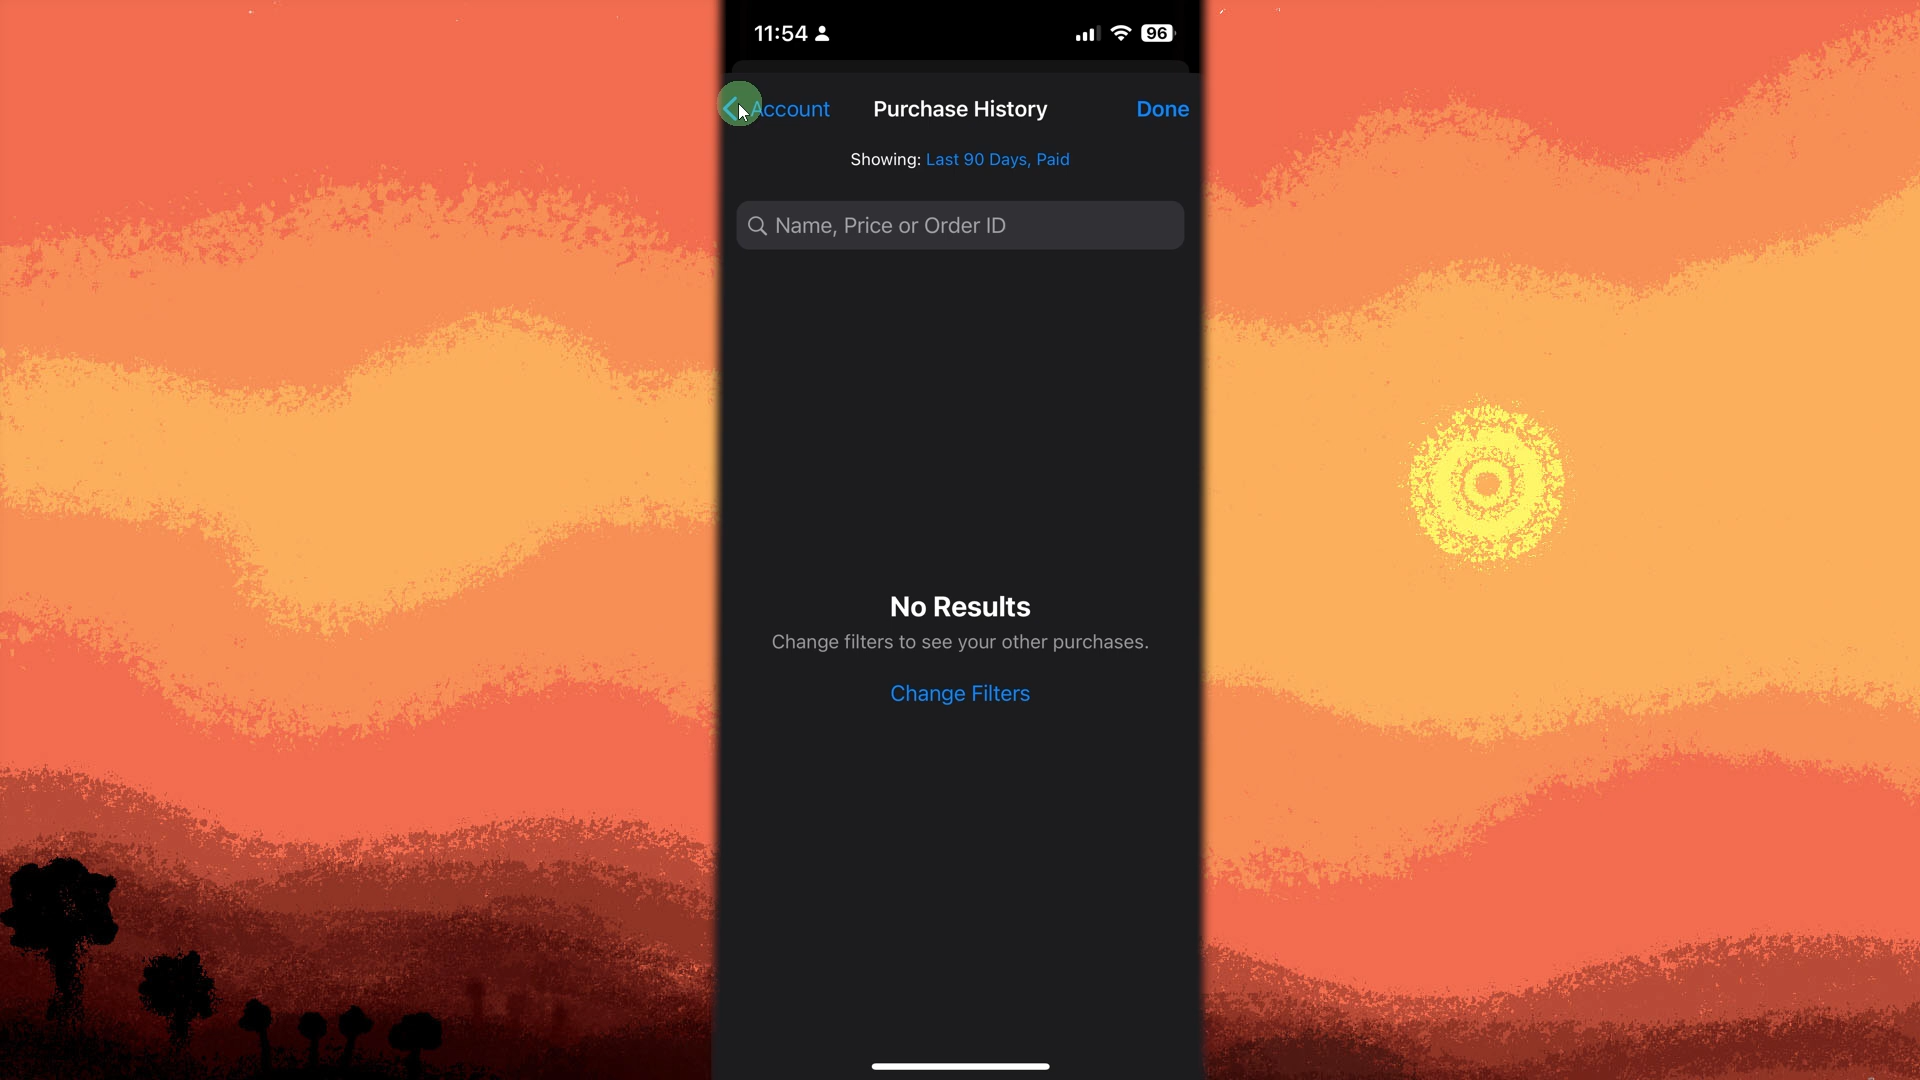 11:54
96
Account
Purchase History
Done
Showing: Last 90 Days, Paid
Name, Price or Order ID
No Results
Change filters to see your other purchases.
Change Filters